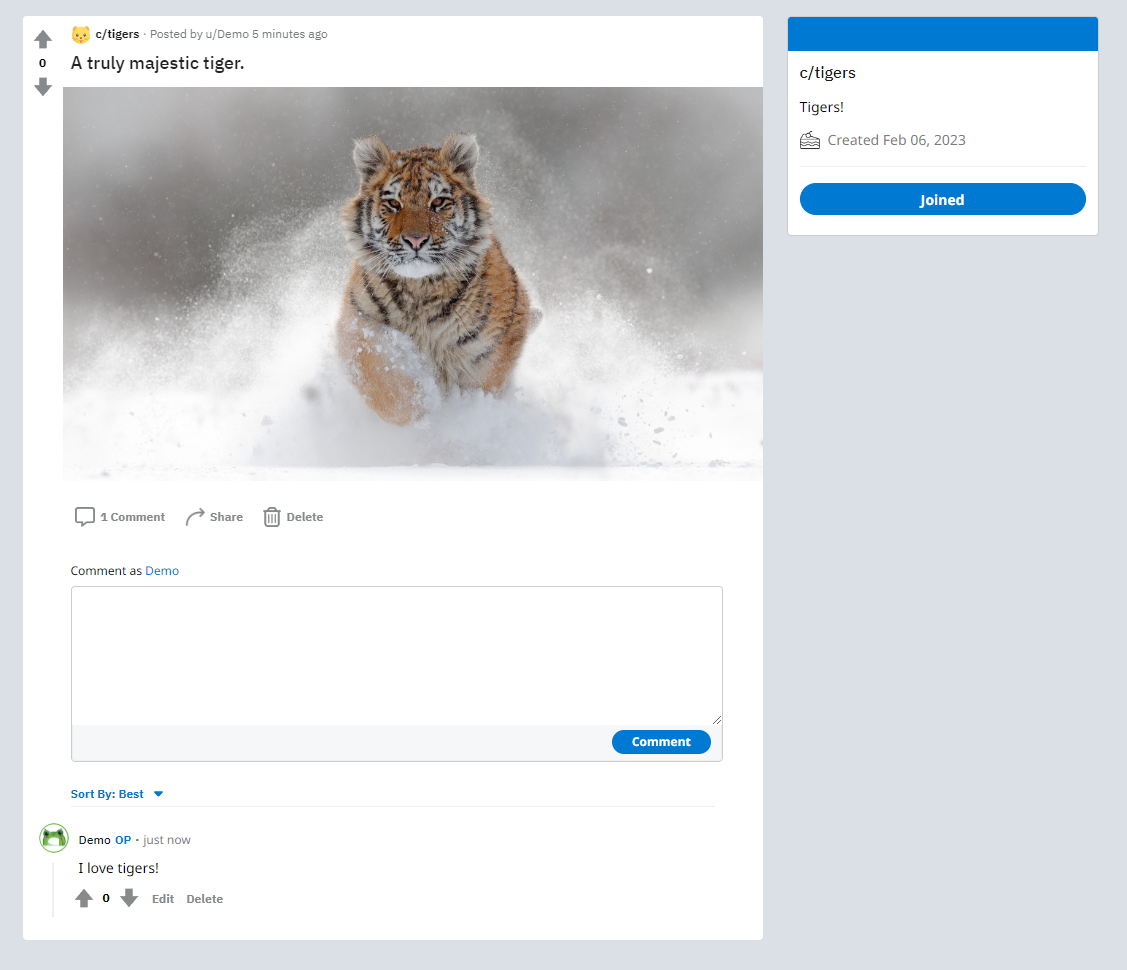 c/tigers · Posted by u/Demo 5 minutes ago
0
A truly majestic tiger.
1 Comment Share Delete
Comment as Demo
Comment
Sort By: Best
Demo OP · just now
I love tigers!
0 Edit Delete
c/tigers
Tigers!
Created Feb 06, 2023
Joined